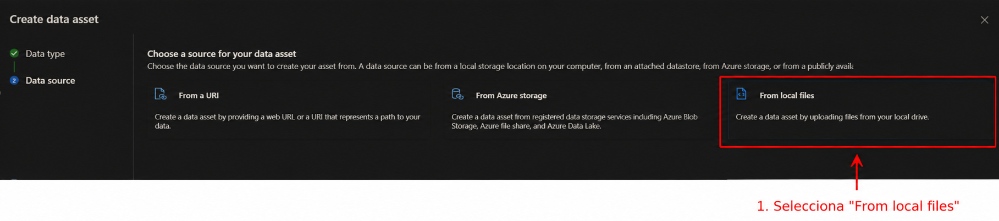 Create data asset
Data type
2 Data source
Choose a source for your data asset
Choose the data source you want to create your asset from. A data source can be from a local storage location on your computer, from an attached datastore, from Azure storage, or from a publicly
From a URI
Create a data asset by providing a web URL or a URI that represents a path to your
data.
From Azure storage
Create a data asset from registered data storage services including Azure Blob
Storage, Azure file share, and Azure Data Lake.
From local files
Create a data asset by uploading files from your local drive.
1. Selecciona "From local files"